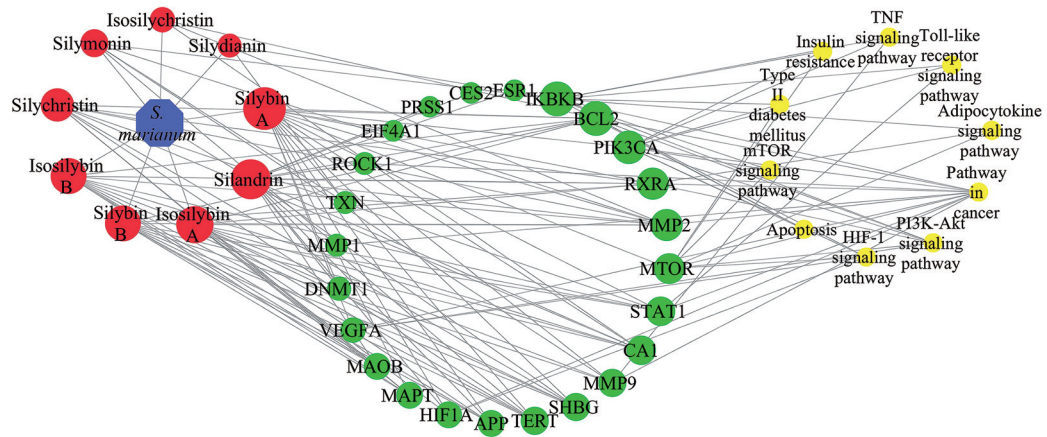 Isosilychristin
Silymonin
Silydianin
Silychristin
S.
marianum
Silybin
A
Isosilybin
B
Silandrin
Silybin
B
Isosilybin
A
ESR1
CES2
PRSS1
EIF4A1
ROCK1
TXN
MMP1
DNMT1
VEGFA
MAOB
MAPT
HIF1A
APP
TERT
SHBG
MMP9
CA1
STAT1
MTOR
MMP2
RXRA
PIK3CA
BCL2
IKBKB
Insulin
resistance
TNF
signaling
pathway
Toll-like
receptor
signaling
pathway
Type
II
diabetes
mellitus
Adipocytokine
signaling
pathway
mTOR
signaling
pathway
Pathway
in
cancer
Apoptosis
HIF-1
signaling
pathway
PI3K-Akt
signaling
pathway